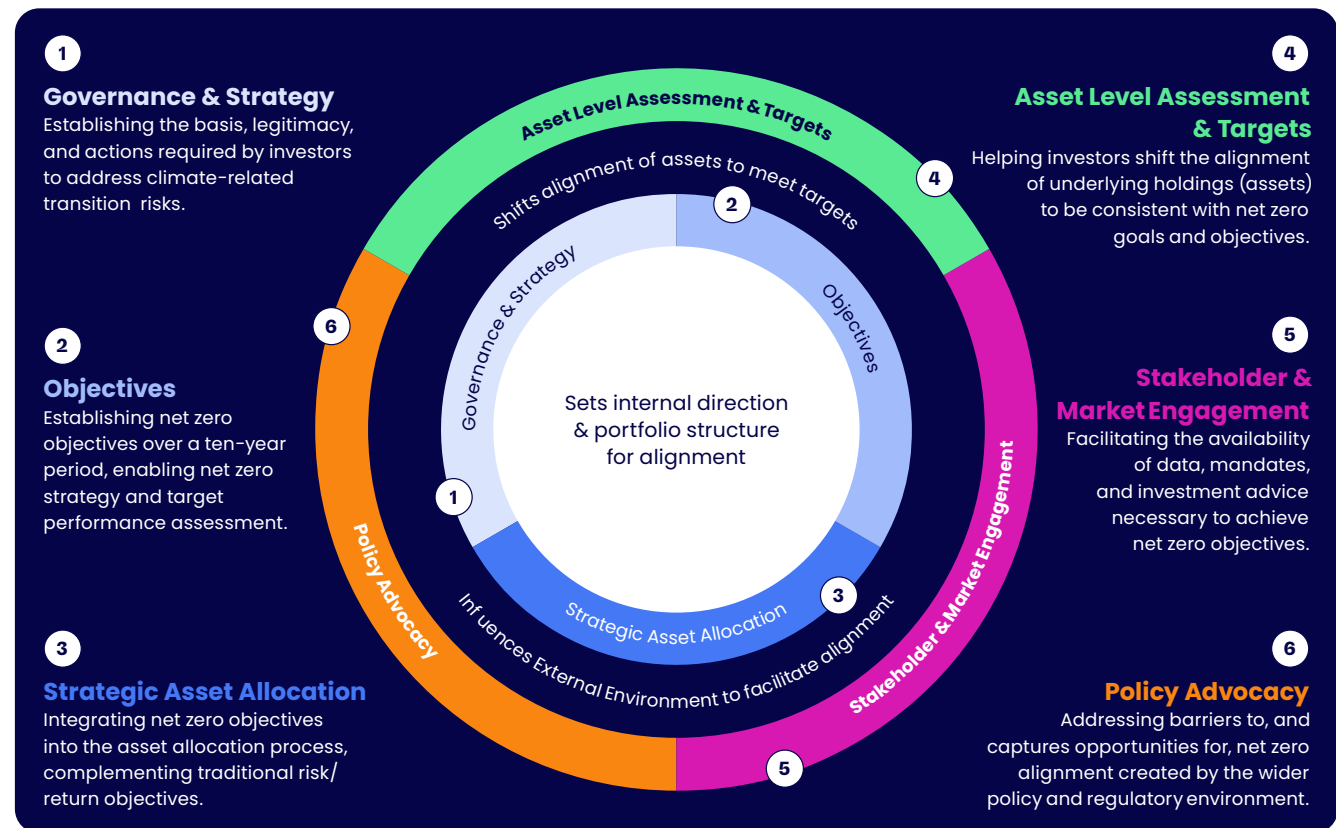 1
Governance & Strategy
Establishing the basis, legitimacy,
and actions required by investors
to address climate-related
transition risks.
2
Objectives
Establishing net zero
objectives over a ten-year
period, enabling net zero
strategy and target
performance assessment.
3
Strategic Asset Allocation
Integrating net zero objectives
into the asset allocation process,
complementing traditional risk/
return objectives.
Asset Level Assessment & Targets
4
Shifts alignment of assets to meet targets
2
Governance & Strategy
Objectives
6
Sets internal direction
& portfolio structure
for alignment
1
3
Strategic Asset Allocation
Policy Advocacy
Stakeholder & Market Engagement
Inf uences External Environment to facilitate alignment
5
4
Asset Level Assessment
& Targets
Helping investors shift the alignment
of underlying holdings (assets)
to be consistent with net zero
goals and objectives.
5
Stakeholder &
Market Engagement
Facilitating the availability
of data, mandates,
and investment advice
necessary to achieve
net zero objectives.
6
Policy Advocacy
Addressing barriers to, and
captures opportunities for, net zero
alignment created by the wider
policy and regulatory environment.